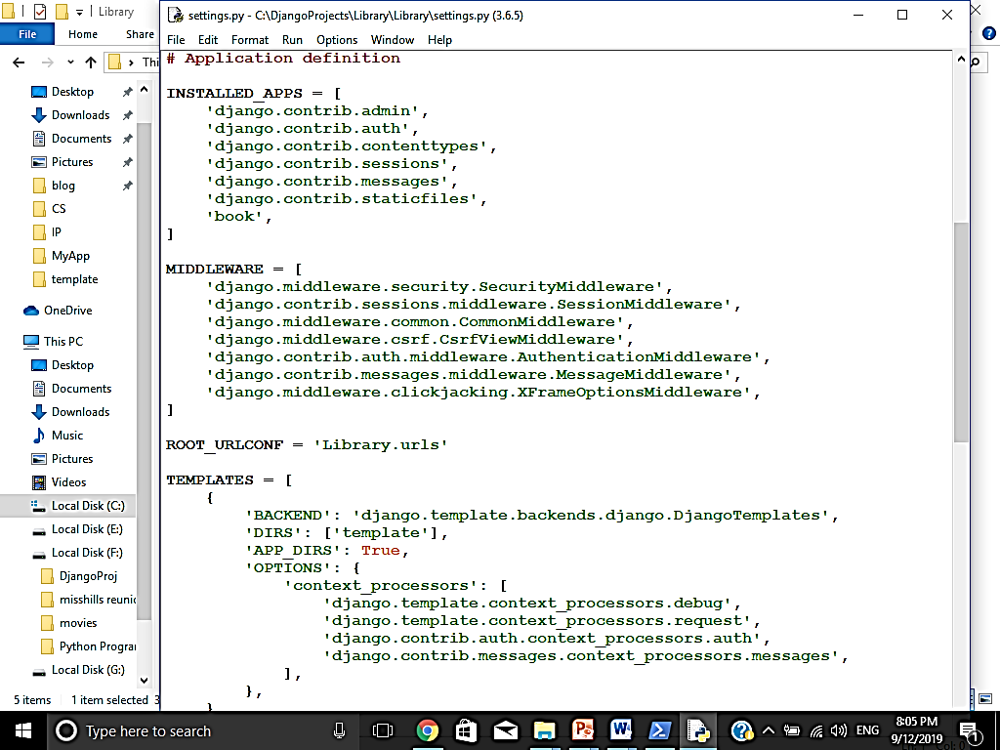 Library
settings.py - C:\DjangoProjects\Library\Library\settings.py (3.6.5)
File Home Share
File Edit Format Run Options Window Help
# Application definition
INSTALLED_APPS = [
'django.contrib.admin',
'django.contrib.auth',
'django.contrib.contenttypes',
'django.contrib.sessions',
'django.contrib.messages',
'django.contrib.staticfiles',
'book',
]
MIDDLEWARE = [
'django.middleware.security.SecurityMiddleware',
'django.contrib.sessions.middleware.SessionMiddleware',
'django.middleware.common.CommonMiddleware',
'django.middleware.csrf.CsrfViewMiddleware',
'django.contrib.auth.middleware.AuthenticationMiddleware',
'django.contrib.messages.middleware.MessageMiddleware',
'django.middleware.clickjacking.XFrameOptionsMiddleware',
]
ROOT_URLCONF = 'Library.urls'
TEMPLATES = [
{
'BACKEND': 'django.template.backends.django.DjangoTemplates',
'DIRS': ['template'],
'APP_DIRS': True,
'OPTIONS': {
'context_processors': [
'django.template.context_processors.debug',
'django.template.context_processors.request',
'django.contrib.auth.context_processors.auth',
'django.contrib.messages.context_processors.messages',
],
},
}
Thi
Desktop
Downloads
Documents
Pictures
blog
CS
IP
MyApp
template
OneDrive
This PC
Desktop
Documents
Downloads
Music
Pictures
Videos
Local Disk (C:)
Local Disk (E:)
Local Disk (F:)
DjangoProj
misshills reunio
movies
Python Progra
Local Disk (G:)
5 items 1 item selected 3
Type here to search
ENG
8:05 PM
9/12/2019
1